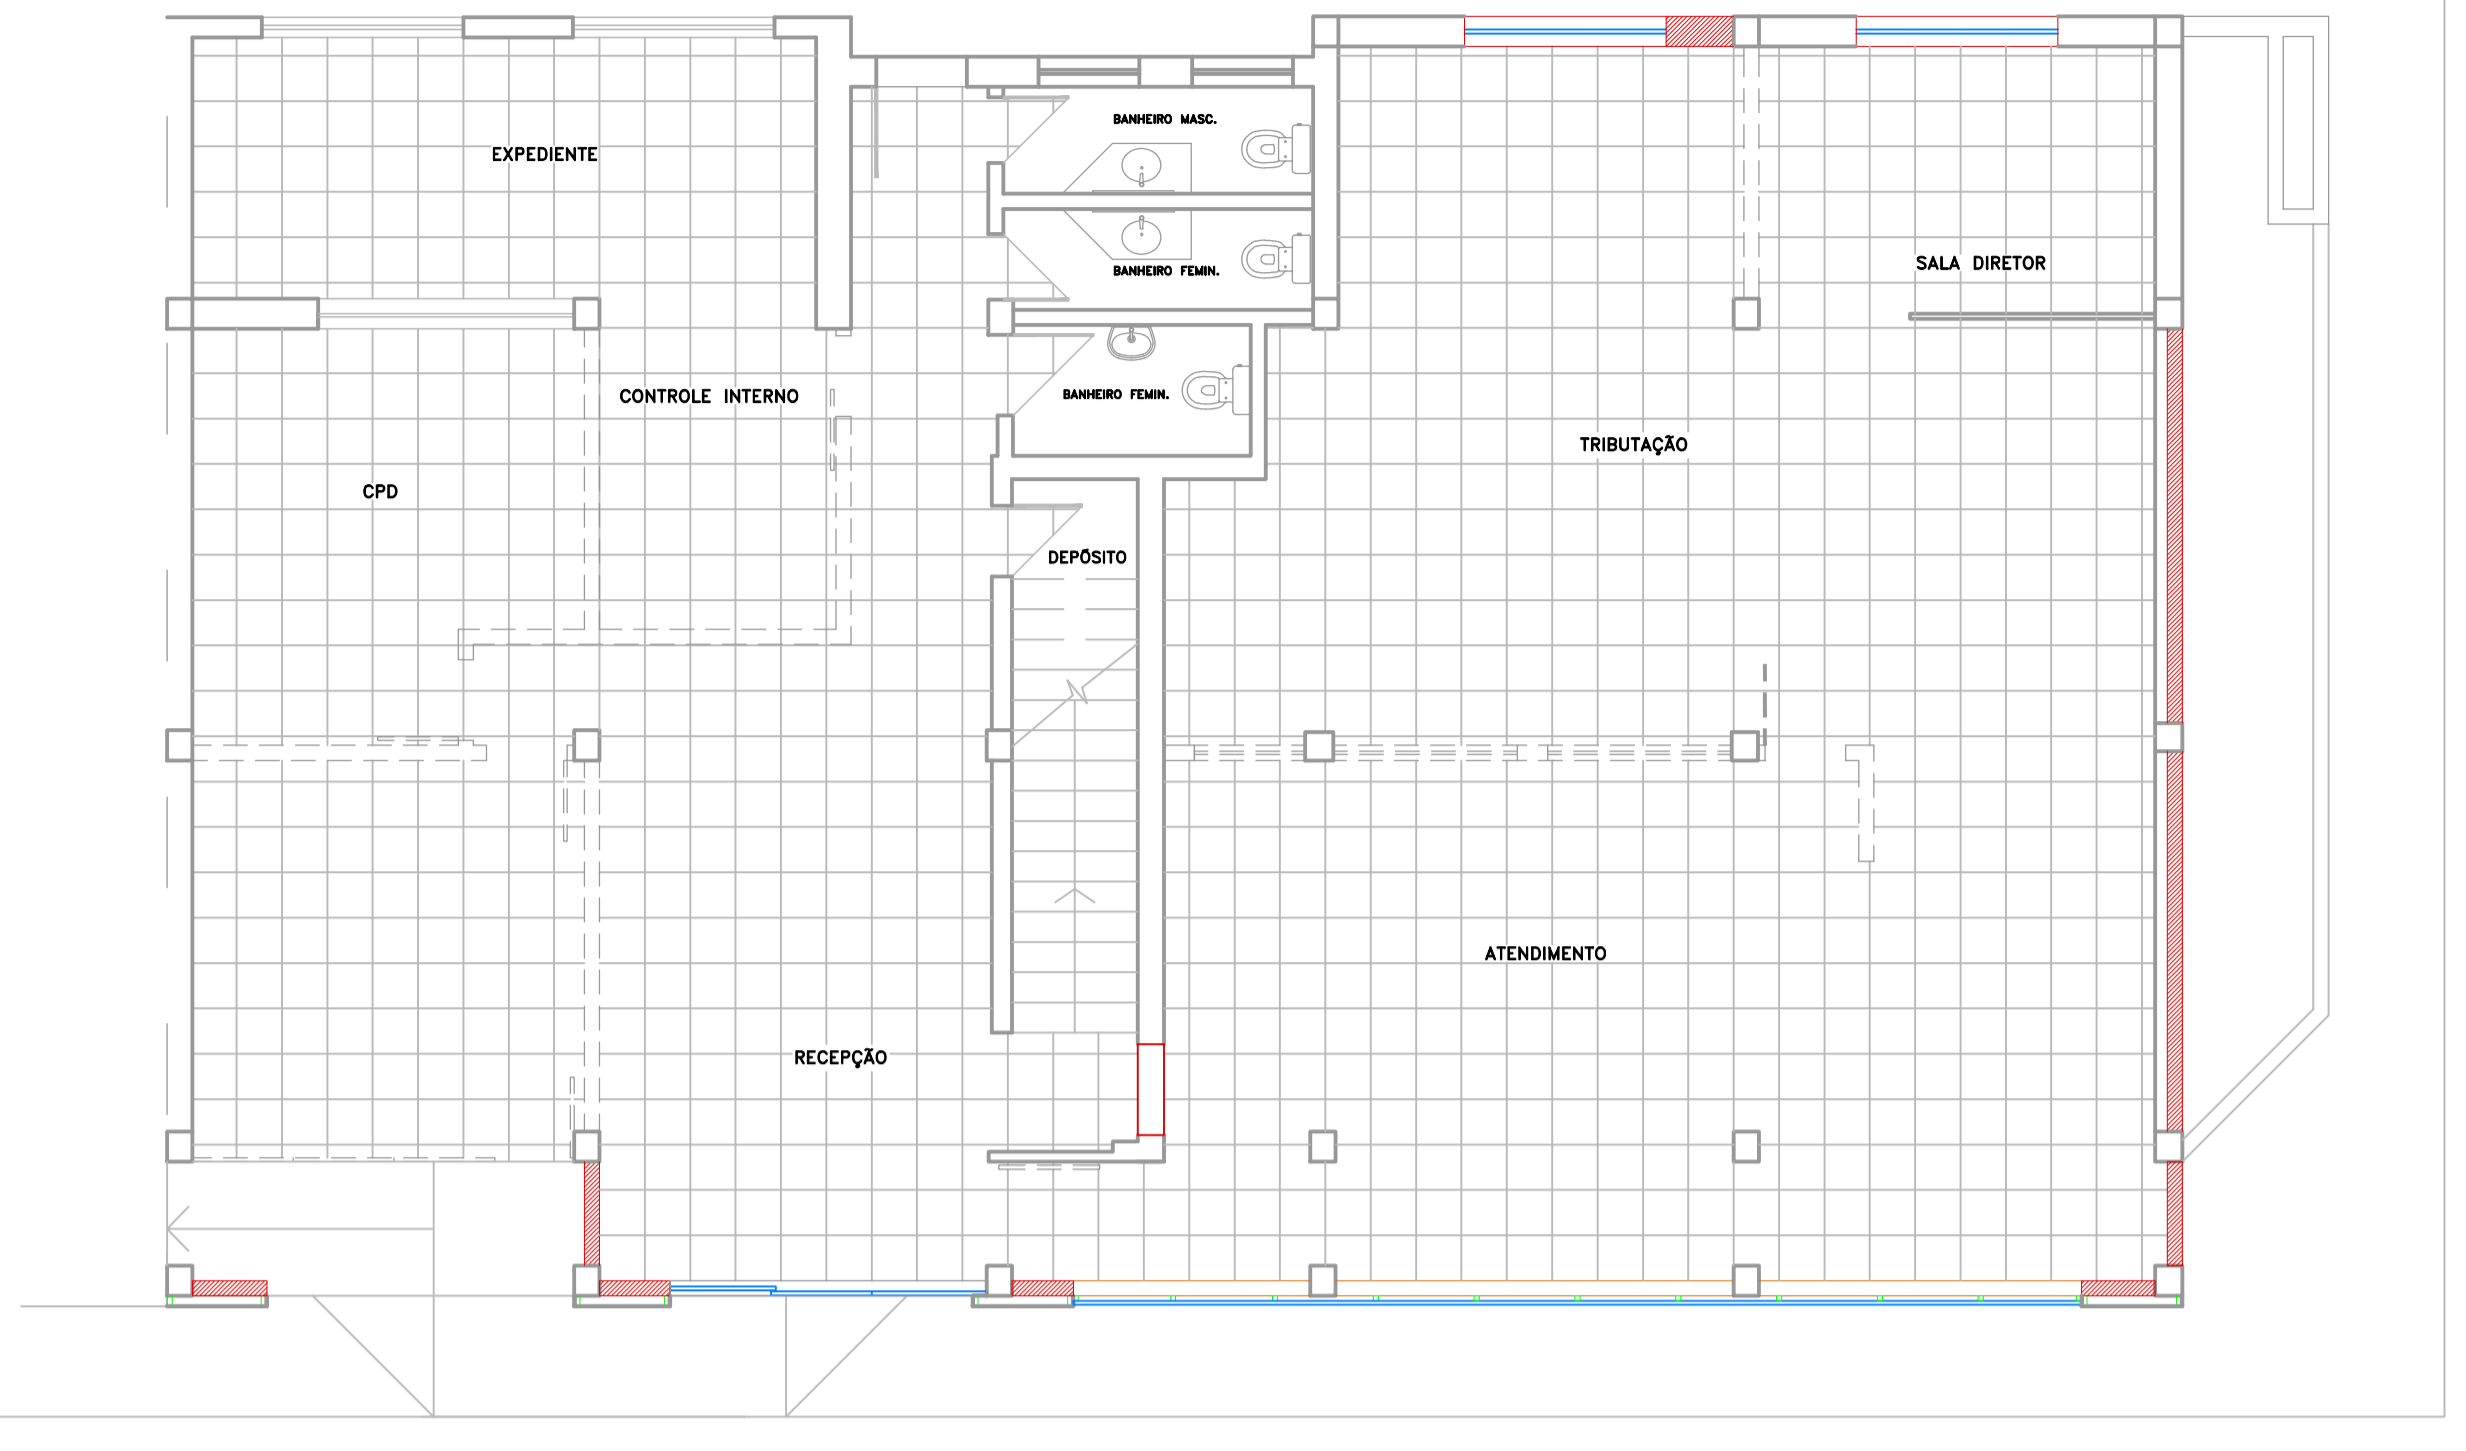 BANHEIRO MASC.
EXPEDIENTE
BANHEIRO FEMIN.
SALA DIRETOR
CONTROLE INTERNO
BANHEIRO FEMIN.
TRIBUTAÇÃO
CPD
DEPÓSITO
ATENDIMENTO
RECEPÇÃO